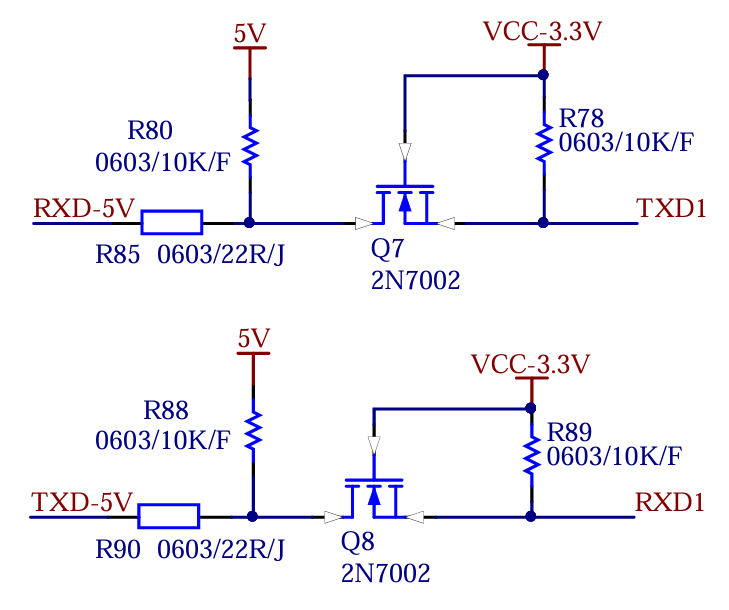 5V
VCC-3.3V
R80
0603/10K/F
R78
0603/10K/F
RXD-5V
TXD1
R85 0603/22R/J
Q7
2N7002
5V
VCC-3.3V
R88
0603/10K/F
R89
0603/10K/F
TXD-5V
RXD1
R90 0603/22R/J
Q8
2N7002